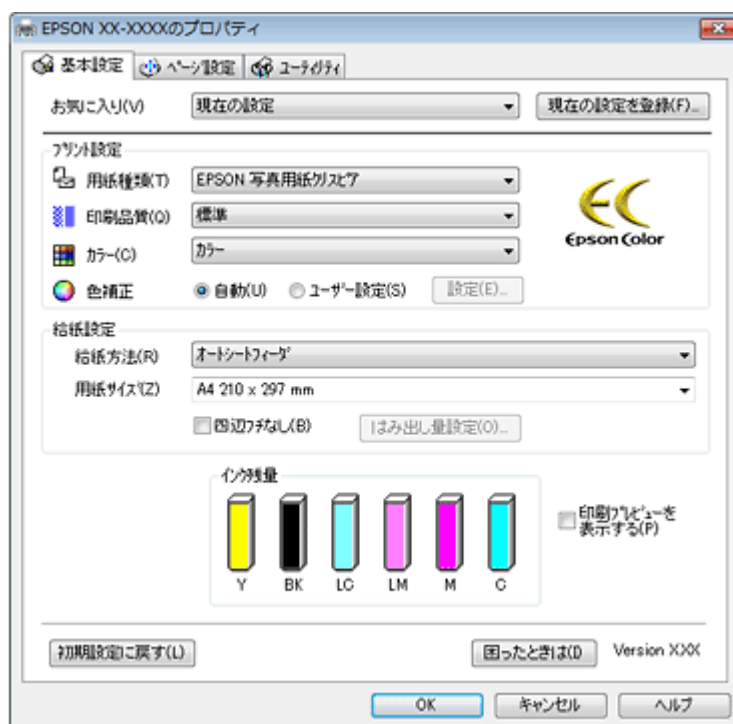 EPSON XX-XXXXのプロパティ
基本設定 ページ設定 ユーティリティ
お気に入り(V) 現在の設定 現在の設定を登録(F)...
プリント設定
用紙種類(T) EPSON 写真用紙クリスピア
印刷品質(Q) 標準
カラー(C) カラー
Epson Color
色補正 自動(U) ユーザー設定(S) 設定(E)...
給紙設定
給紙方法(R) オートシートフィーダ
用紙サイズ(Z) A4 210 x 297 mm
四辺フチなし(B) はみ出し量設定(O)...
インク残量
Y BK LC LM M C
印刷プレビューを
表示する(P)
初期設定に戻す(L) 困ったときは(I) Version X.XX
OK キャンセル ヘルプ